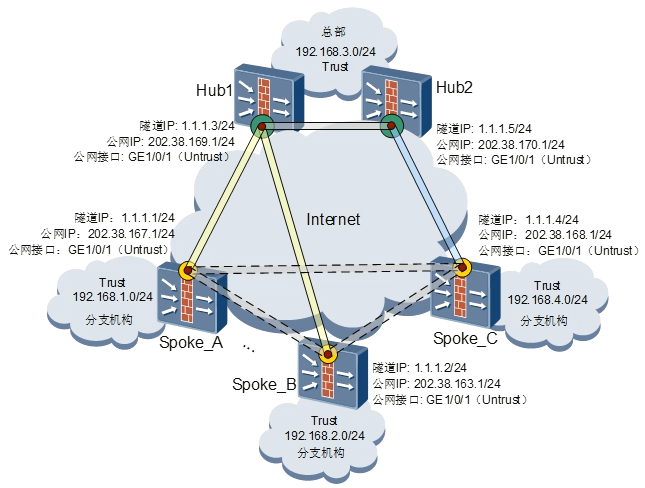 总部
192.168.3.0/24
Trust
Hub1
Hub2
隧道IP: 1.1.1.3/24
公网IP: 202.38.169.1/24
公网接口: GE1/0/1（Untrust）
隧道IP: 1.1.1.5/24
公网IP: 202.38.170.1/24
公网接口: GE1/0/1（Untrust）
Internet
隧道IP：1.1.1.1/24
公网IP：202.38.167.1/24
公网接口：GE1/0/1（Untrust）
隧道IP：1.1.1.4/24
公网IP：202.38.168.1/24
公网接口：GE1/0/1（Untrust）
Trust
192.168.1.0/24
分支机构
Spoke_A
Trust
192.168.4.0/24
分支机构
Spoke_C
...
Spoke_B
隧道IP: 1.1.1.2/24
公网IP: 202.38.163.1/24
公网接口: GE1/0/1（Untrust）
Trust
192.168.2.0/24
分支机构